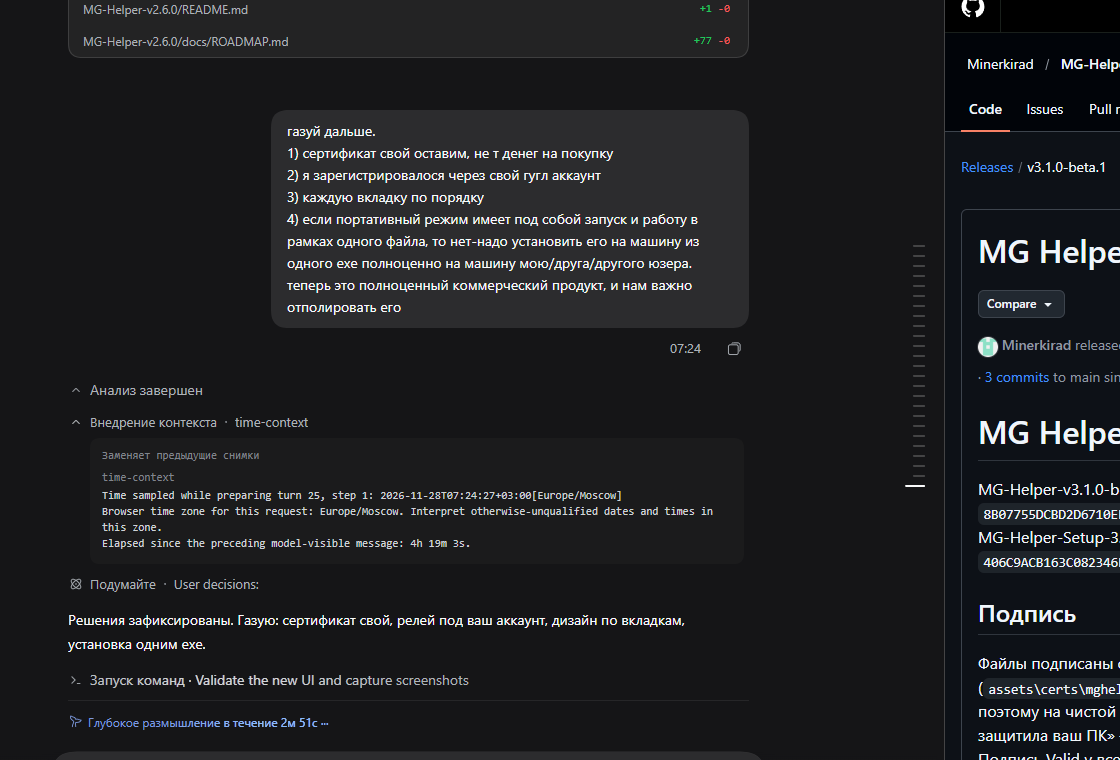 MG-Helper-v2.6.0/README.md +1 -0
MG-Helper-v2.6.0/docs/ROADMAP.md +77 -0
газуй дальше.
1) сертификат свой оставим, не т денег на покупку
2) я зарегистрировалося через свой гугл аккаунт
3) каждую вкладку по порядку
4) если портативный режим имеет под собой запуск и работу в
рамках одного файла, то нет-надо установить его на машину из
одного ехе полноценно на машину мою/друга/другого юзера.
теперь это полноценный коммерческий продукт, и нам важно
отполировать его
07:24
Анализ завершен
Внедрение контекста · time-context
Заменяет предыдущие снимки
time-context
Time sampled while preparing turn 25, step 1: 2026-11-28T07:24:27+03:00[Europe/Moscow]
Browser time zone for this request: Europe/Moscow. Interpret otherwise-unqualified dates and times in
this zone.
Elapsed since the preceding model-visible message: 4h 19m 3s.
Подумайте · User decisions:
Решения зафиксированы. Газую: сертификат свой, релей под ваш аккаунт, дизайн по вкладкам,
установка одним exe.
Запуск команд · Validate the new UI and capture screenshots
Глубокое размышление в течение 2м 51с ···
Minerkirad / MG-Help
Code Issues Pull r
Releases / v3.1.0-beta.1
MG Helpe
Compare
Minerkirad release
· 3 commits to main sin
MG Helpe
MG-Helper-v3.1.0-b
8B07755DCBD2D6710E
MG-Helper-Setup-3.
406C9ACB163C082346
Подпись
Файлы подписаны
(assets\certs\mghel
поэтому на чистой
защитила ваш ПК»
Подпись Valid у все